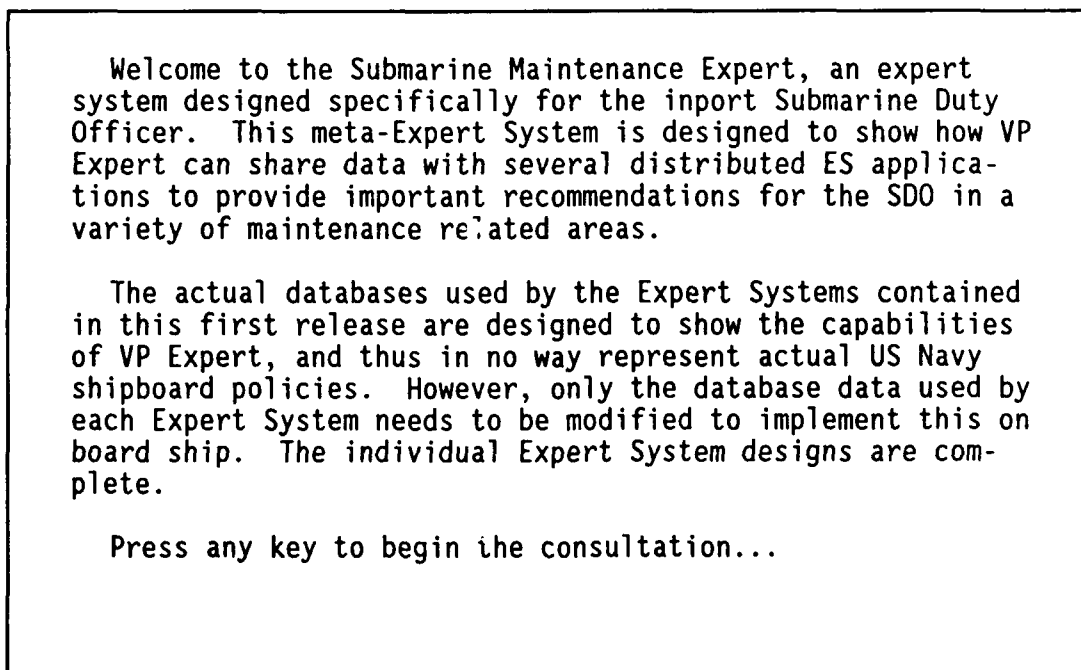 Welcome to the Submarine Maintenance Expert, an expert
system designed specifically for the inport Submarine Duty
Officer. This meta-Expert System is designed to show how VP
Expert can share data with several distributed ES applica-
tions to provide important recommendations for the SDO in a
variety of maintenance related areas.
The actual databases used by the Expert Systems contained
in this first release are designed to show the capabilities
of VP Expert, and thus in no way represent actual US Navy
shipboard policies. However, only the database data used by
each Expert System needs to be modified to implement this on
board ship. The individual Expert System designs are com-
plete.
Press any key to begin the consultation...